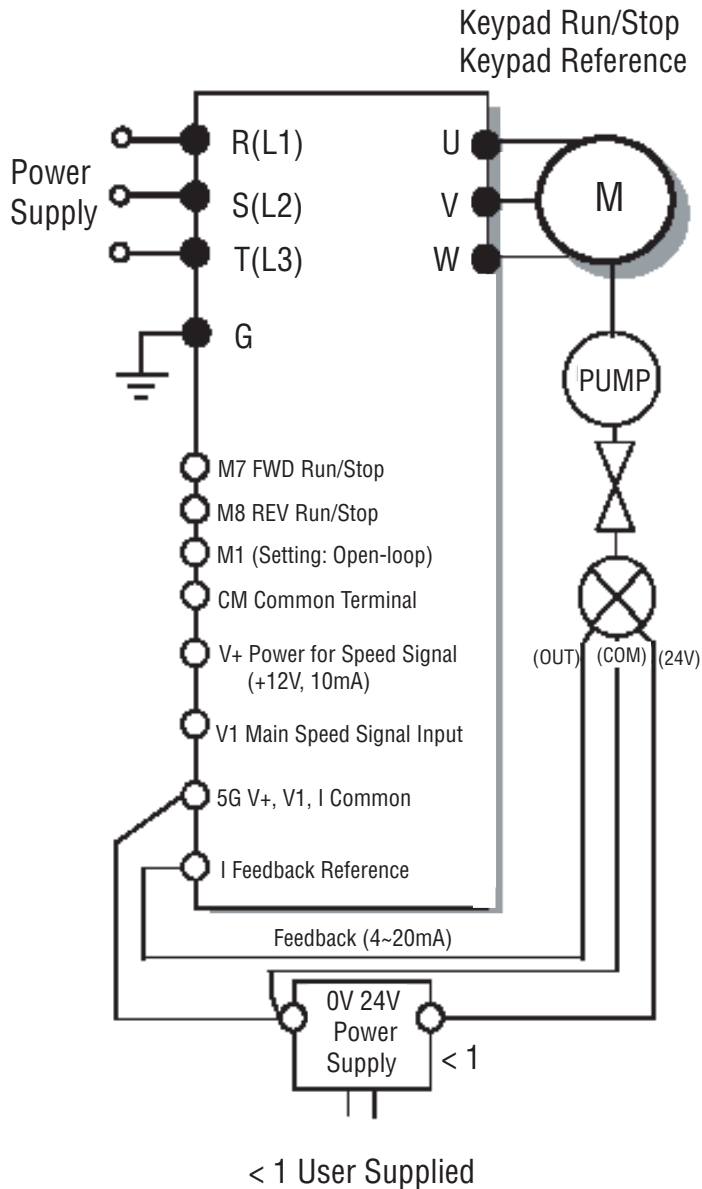 Keypad Run/Stop
Keypad Reference
R(L1)
U
Power
Supply
S(L2)
V
M
T(L3)
W
G
PUMP
M7 FWD Run/Stop
M8 REV Run/Stop
M1 (Setting: Open-loop)
CM Common Terminal
V+ Power for Speed Signal
(+12V, 10mA)
(OUT)
(COM)
(24V)
V1 Main Speed Signal Input
5G V+, V1, I Common
I Feedback Reference
Feedback (4~20mA)
0V 24V
Power
Supply
< 1
< 1 User Supplied